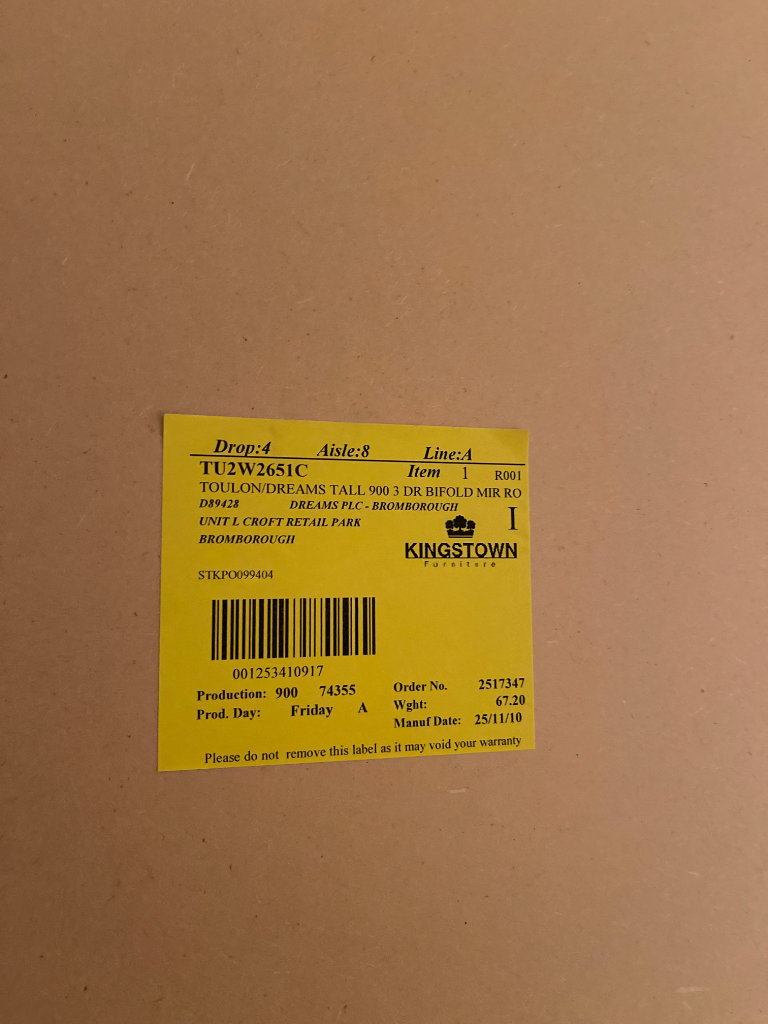 Drop:4 Aisle:8 Line:A
TU2W2651C Item 1 R001
TOULON/DREAMS TALL 900 3 DR BIFOLD MIR RO
D89428 DREAMS PLC - BROMBOROUGH
UNIT L CROFT RETAIL PARK I
BROMBOROUGH
KINGSTOWN
Furniture
STKPO099404
001253410917
Production: 900 74355 Order No. 2517347
Prod. Day: Friday A Wght: 67.20
Manuf Date: 25/11/10
Please do not remove this label as it may void your warranty